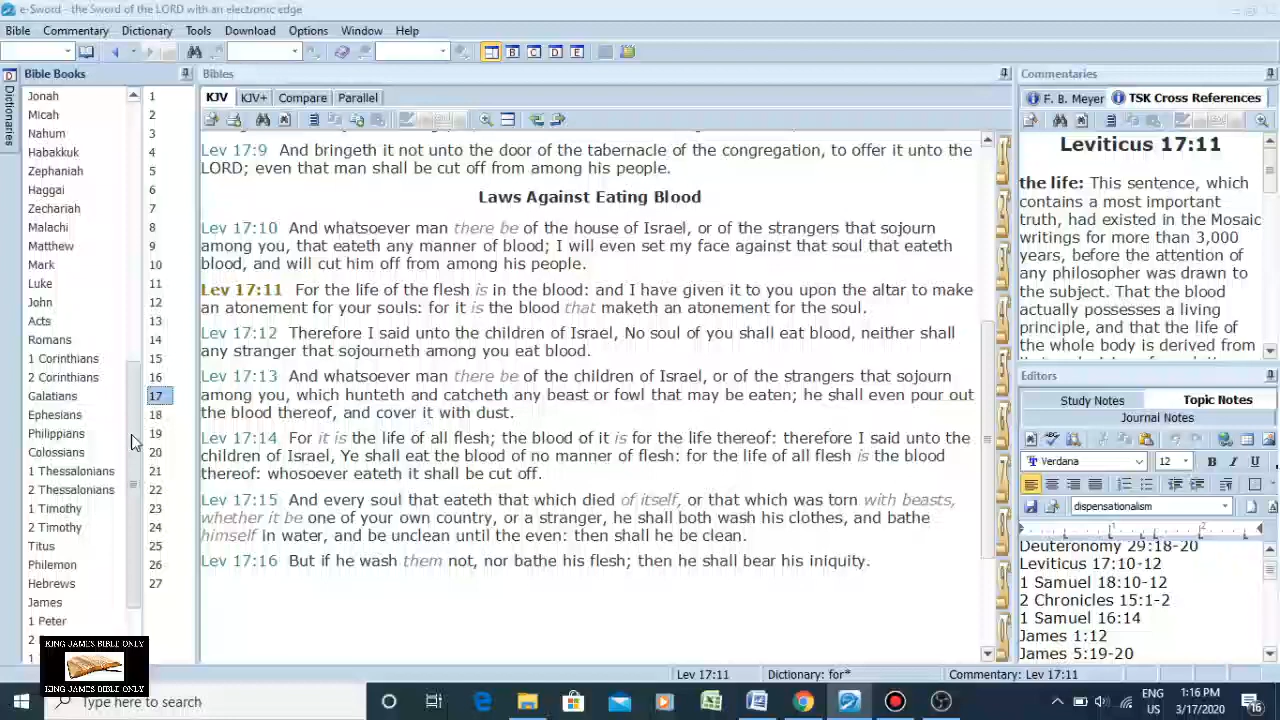 e-Sword - the Sword of the LORD with an electronic edge
Bible Commentary Dictionary Tools Download Options Window Help
B C D E
Dictionaries
Bible Books
Jonah
Micah
Nahum
Habakkuk
Zephaniah
Haggai
Zechariah
Malachi
Matthew
Mark
Luke
John
Acts
Romans
1 Corinthians
2 Corinthians
Galatians
Ephesians
Philippians
Colossians
1 Thessalonians
2 Thessalonians
1 Timothy
2 Timothy
Titus
Philemon
Hebrews
James
1 Peter
2
1
1
2
3
4
5
6
7
8
9
10
11
12
13
14
15
16
17
18
19
20
21
22
23
24
25
26
27
Bibles
KJV KJV+ Compare Parallel
Lev 17:9 And bringeth it not unto the door of the tabernacle of the congregation, to offer it unto the
LORD; even that man shall be cut off from among his people.
Laws Against Eating Blood
Lev 17:10 And whatsoever man there be of the house of Israel, or of the strangers that sojourn
among you, that eateth any manner of blood; I will even set my face against that soul that eateth
blood, and will cut him off from among his people.
Lev 17:11 For the life of the flesh is in the blood: and I have given it to you upon the altar to make
an atonement for your souls: for it is the blood that maketh an atonement for the soul.
Lev 17:12 Therefore I said unto the children of Israel, No soul of you shall eat blood, neither shall
any stranger that sojourneth among you eat blood.
Lev 17:13 And whatsoever man there be of the children of Israel, or of the strangers that sojourn
among you, which hunteth and catcheth any beast or fowl that may be eaten; he shall even pour out
the blood thereof, and cover it with dust.
Lev 17:14 For it is the life of all flesh; the blood of it is for the life thereof: therefore I said unto the
children of Israel, Ye shall eat the blood of no manner of flesh: for the life of all flesh is the blood
thereof: whosoever eateth it shall be cut off.
Lev 17:15 And every soul that eateth that which died of itself, or that which was torn with beasts,
whether it be one of your own country, or a stranger, he shall both wash his clothes, and bathe
himself in water, and be unclean until the even: then shall he be clean.
Lev 17:16 But if he wash them not, nor bathe his flesh; then he shall bear his iniquity.
Commentaries
F. B. Meyer TSK Cross References
Leviticus 17:11
the life: This sentence, which
contains a most important
truth, had existed in the Mosaic
writings for more than 3,000
years, before the attention of
any philosopher was drawn to
the subject. That the blood
actually possesses a living
principle, and that the life of
the whole body is derived from
Editors
Study Notes Topic Notes
Journal Notes
Verdana 12 B I U
dispensationalism
1 2
Deuteronomy 29:18-20
Leviticus 17:10-12
1 Samuel 18:10-12
2 Chronicles 15:1-2
1 Samuel 16:14
James 1:12
James 5:19-20
Lev 17:11 Dictionary: for* Commentary: Lev 17:11
KING JAMES BIBLE ONLY
KING JAMES BIBLE ONLY
Type here to search
ENG
US
1:16 PM
3/17/2020
16